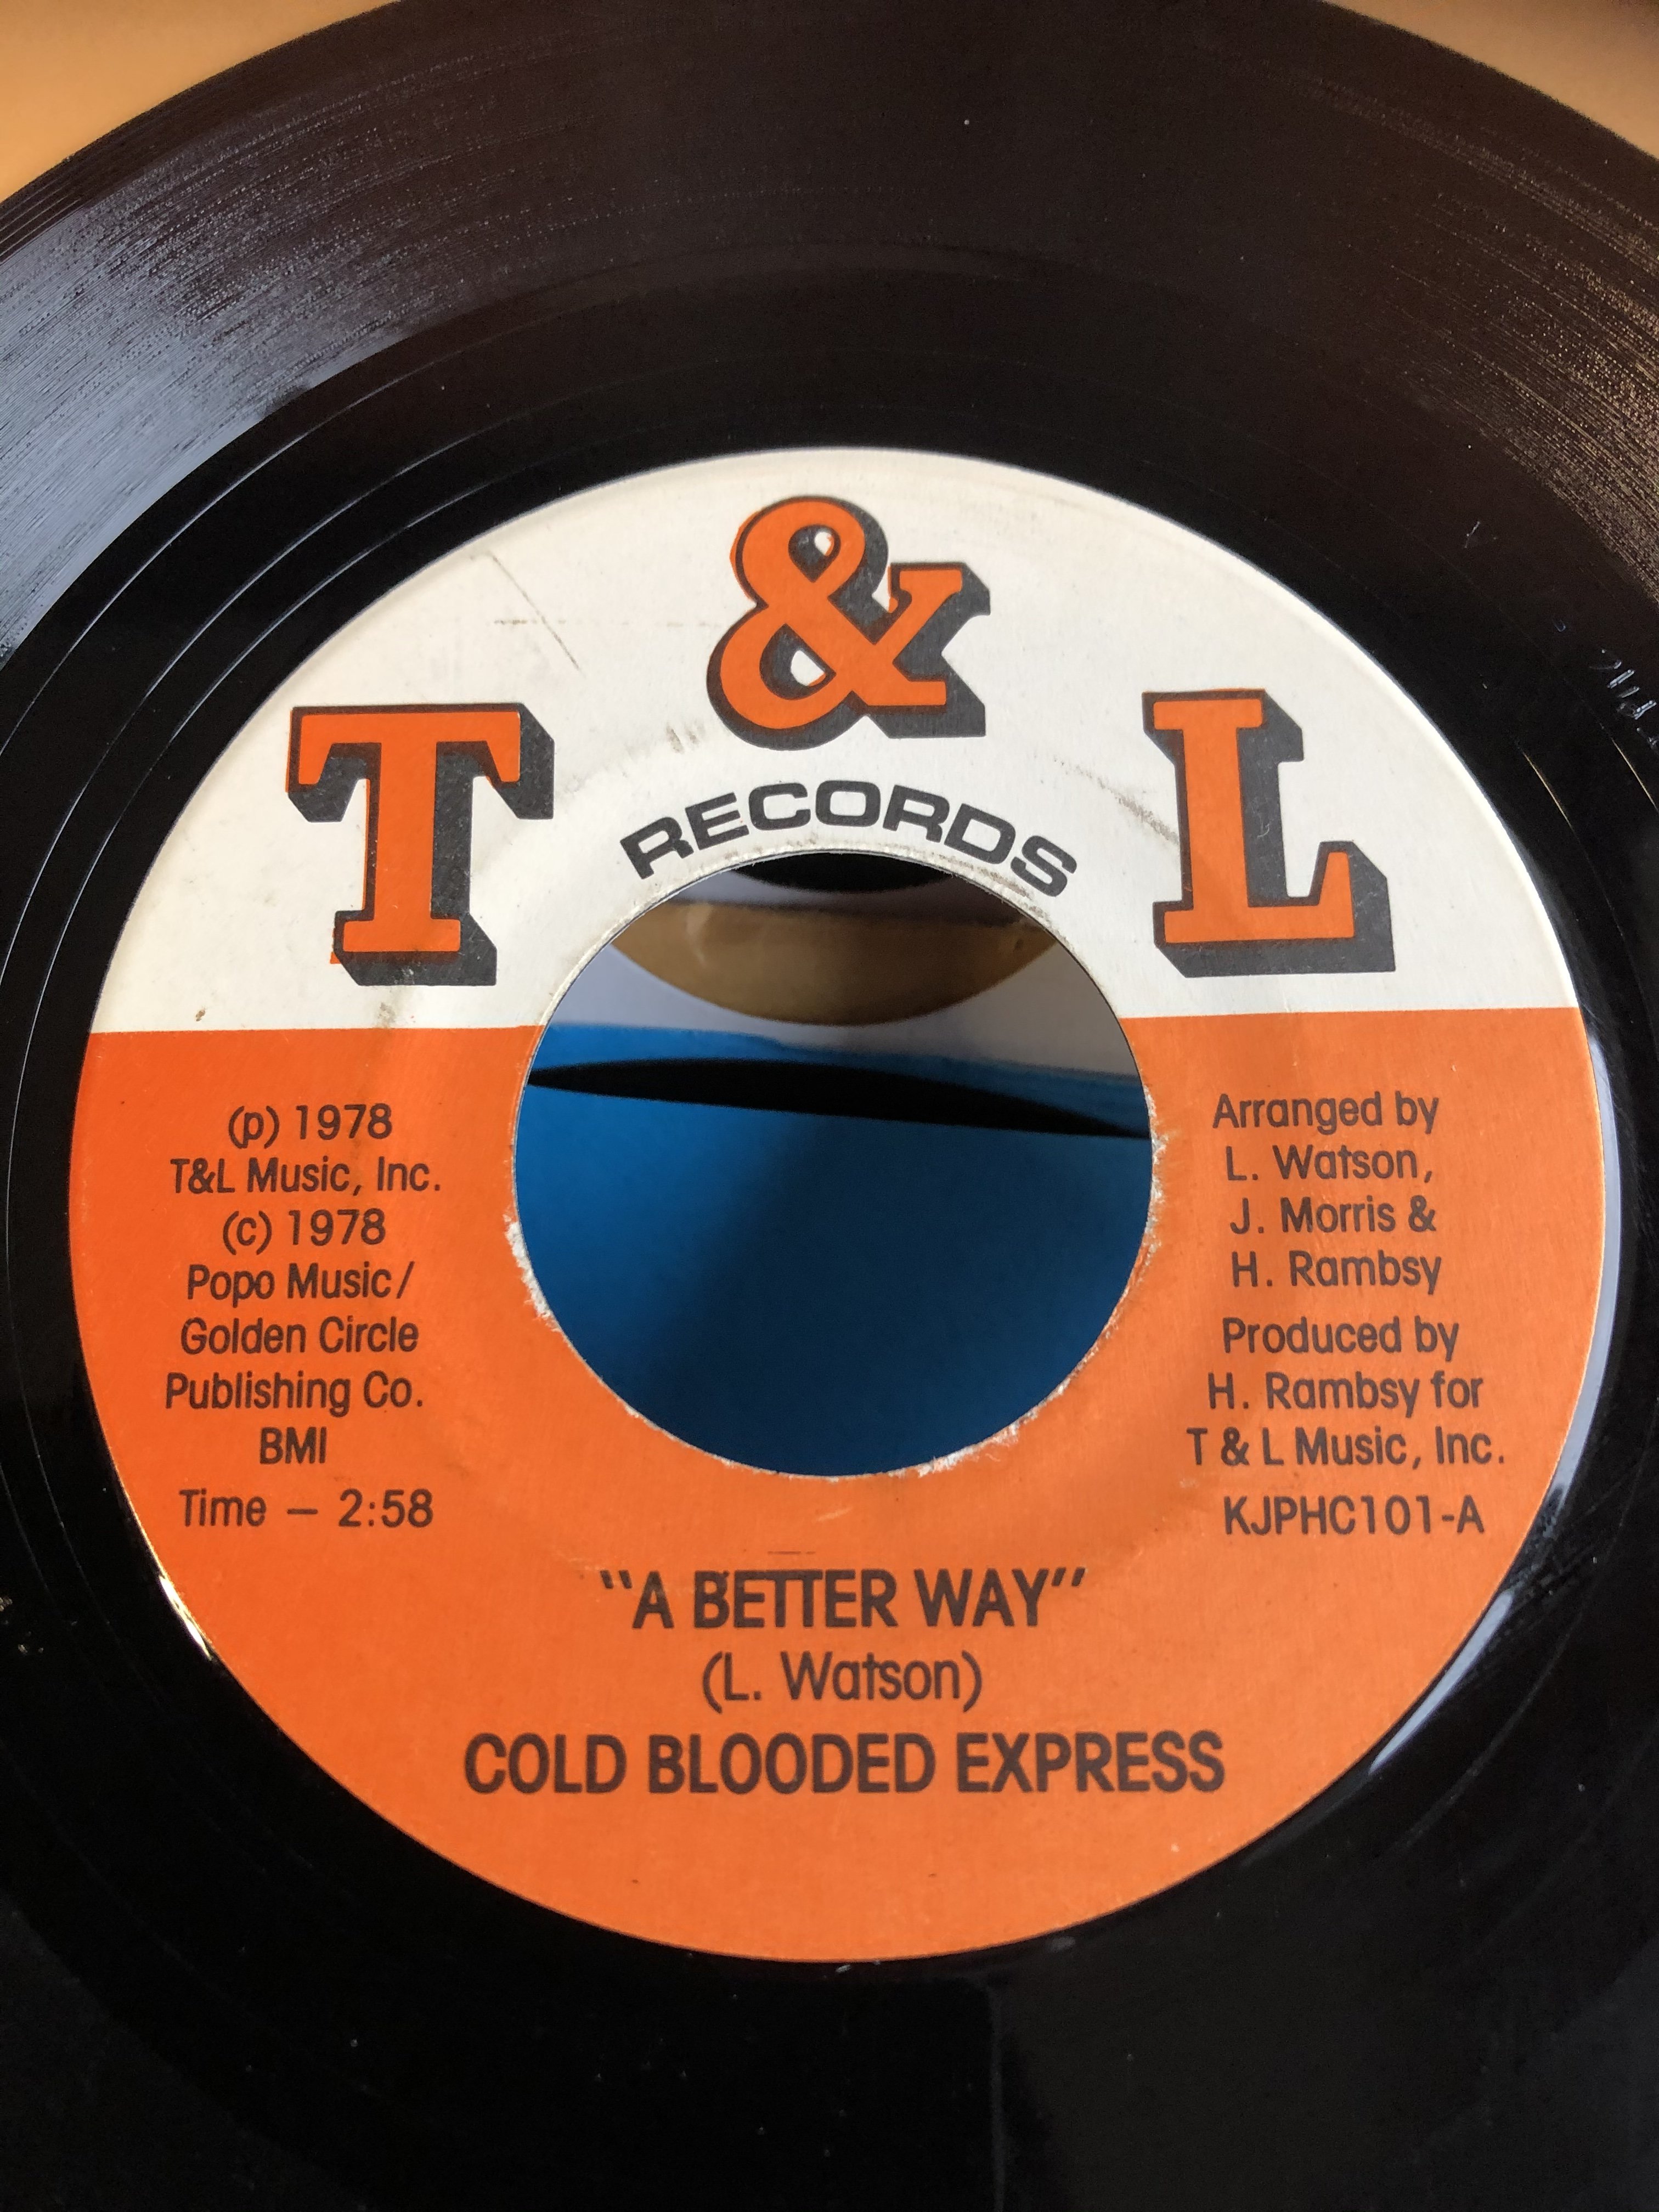 T & L
RECORDS
(p) 1978
T&L Music, Inc.
(c) 1978
Popo Music/
Golden Circle
Publishing Co.
BMI
Time — 2:58
Arranged by
L. Watson,
J. Morris &
H. Rambsy
Produced by
H. Rambsy for
T & L Music, Inc.
KJPHC101-A
"A BETTER WAY"
(L. Watson)
COLD BLOODED EXPRESS